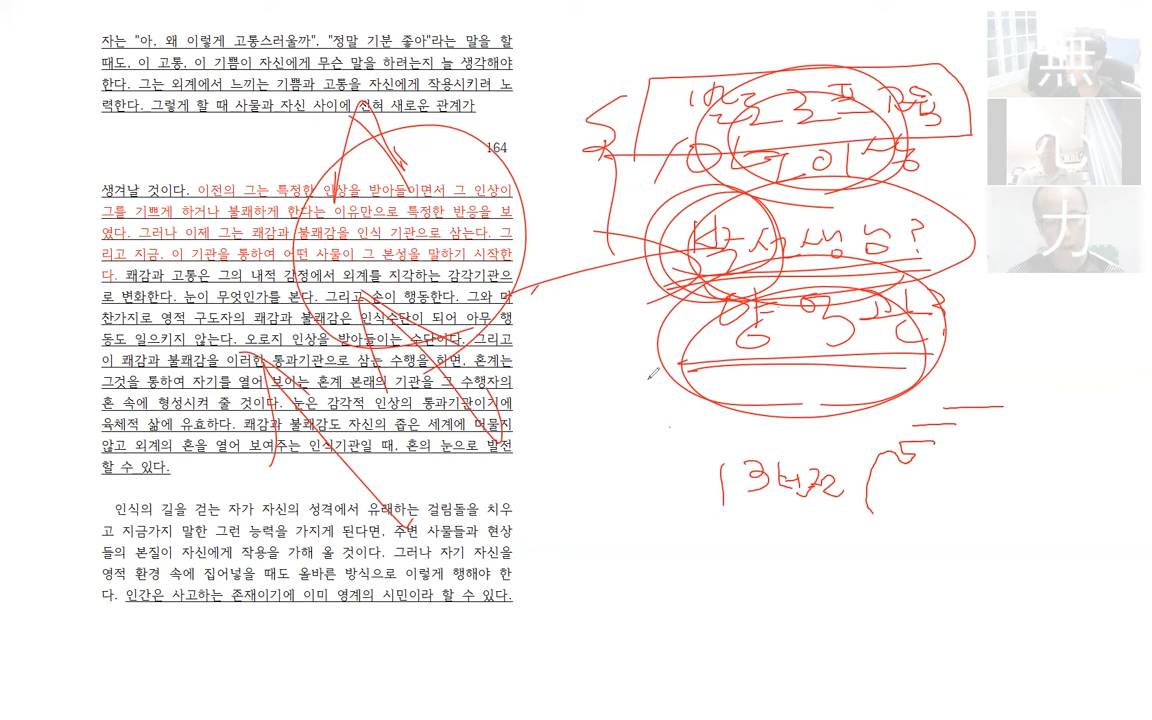 자는 "아, 왜 이렇게 고통스러울까", "정말 기분 좋아"라는 말을 할
때도, 이 고통, 이 기쁨이 자신에게 무슨 말을 하려는지 늘 생각해야
한다. 그는 외계에서 느끼는 기쁨과 고통을 자신에게 작용시키려 노
력한다. 그렇게 할 때 사물과 자신 사이에 전혀 새로운 관계가
164
생겨날 것이다. 이전의 그는 특정한 인상을 받아들이면서 그 인상이
그를 기쁘게 하거나 불쾌하게 한다는 이유만으로 특정한 반응을 보
였다. 그러나 이제 그는 쾌감과 불쾌감을 인식 기관으로 삼는다. 그
리고 지금, 이 기관을 통하여 어떤 사물이 그 본성을 말하기 시작한
다. 쾌감과 고통은 그의 내적 감정에서 외계를 지각하는 감각기관으
로 변화한다. 눈이 무엇인가를 본다. 그리고 손이 행동한다. 그와 마
찬가지로 영적 구도자의 쾌감과 불쾌감은 인식수단이 되어 아무 행
동도 일으키지 않는다. 오로지 인상을 받아들이는 수단이다. 그리고
이 쾌감과 불쾌감을 이러한 통과기관으로 삼는 수행을 하면, 혼계는
그것을 통하여 자기를 열어 보이는 혼계 본래의 기관을 그 수행자의
혼 속에 형성시켜 줄 것이다. 눈은 감각적 인상의 통과기관이기에
육체적 삶에 유효하다. 쾌감과 불쾌감도 자신의 좁은 세계에 머물지
않고 외계의 혼을 열어 보여주는 인식기관일 때, 혼의 눈으로 발전
할 수 있다.
인식의 길을 걷는 자가 자신의 성격에서 유래하는 걸림돌을 치우
고 지금가지 말한 그런 능력을 가지게 된다면, 주변 사물들과 현상
들의 본질이 자신에게 작용을 가해 올 것이다. 그러나 자기 자신을
영적 환경 속에 집어넣을 때도 올바른 방식으로 이렇게 행해야 한
다. 인간은 사고하는 존재이기에 이미 영계의 시민이라 할 수 있다.
無
心
力